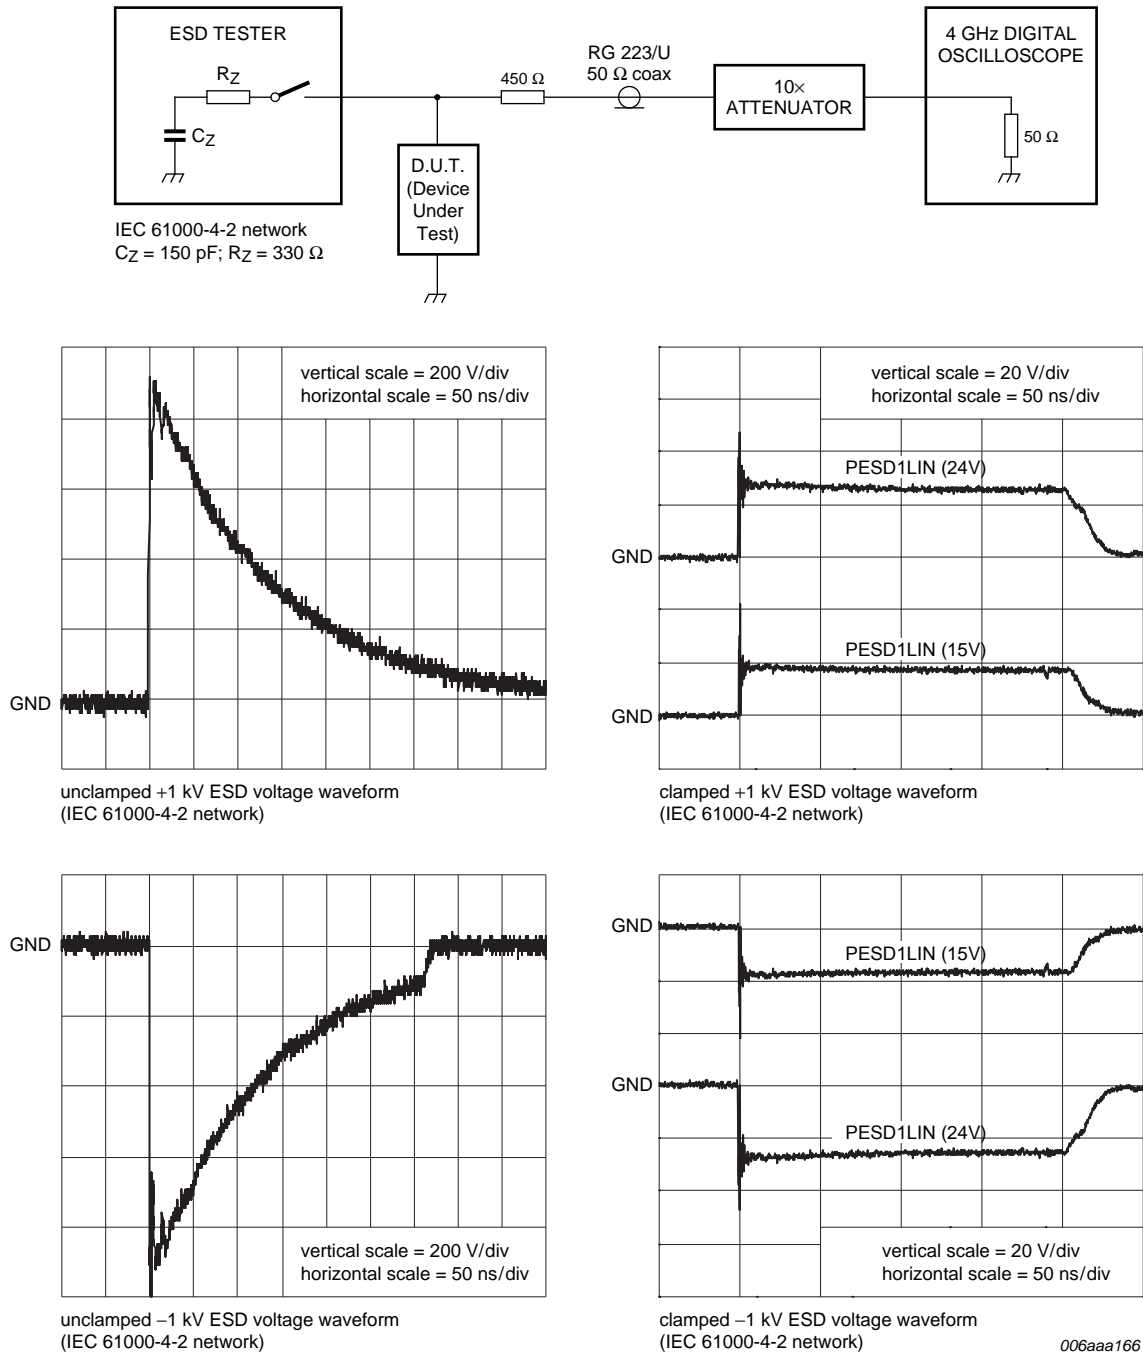 ESD TESTER
RZ
CZ
IEC 61000-4-2 network
CZ = 150 pF; RZ = 330 Ω
D.U.T.
(Device
Under
Test)
450 Ω
RG 223/U
50 Ω coax
10×
ATTENUATOR
4 GHz DIGITAL
OSCILLOSCOPE
50 Ω
vertical scale = 200 V/div
horizontal scale = 50 ns/div
GND
unclamped +1 kV ESD voltage waveform
(IEC 61000-4-2 network)
vertical scale = 20 V/div
horizontal scale = 50 ns/div
PESD1LIN (24V)
GND
PESD1LIN (15V)
GND
clamped +1 kV ESD voltage waveform
(IEC 61000-4-2 network)
GND
vertical scale = 200 V/div
horizontal scale = 50 ns/div
unclamped −1 kV ESD voltage waveform
(IEC 61000-4-2 network)
GND
PESD1LIN (15V)
GND
PESD1LIN (24V)
vertical scale = 20 V/div
horizontal scale = 50 ns/div
clamped −1 kV ESD voltage waveform
(IEC 61000-4-2 network)
006aaa166